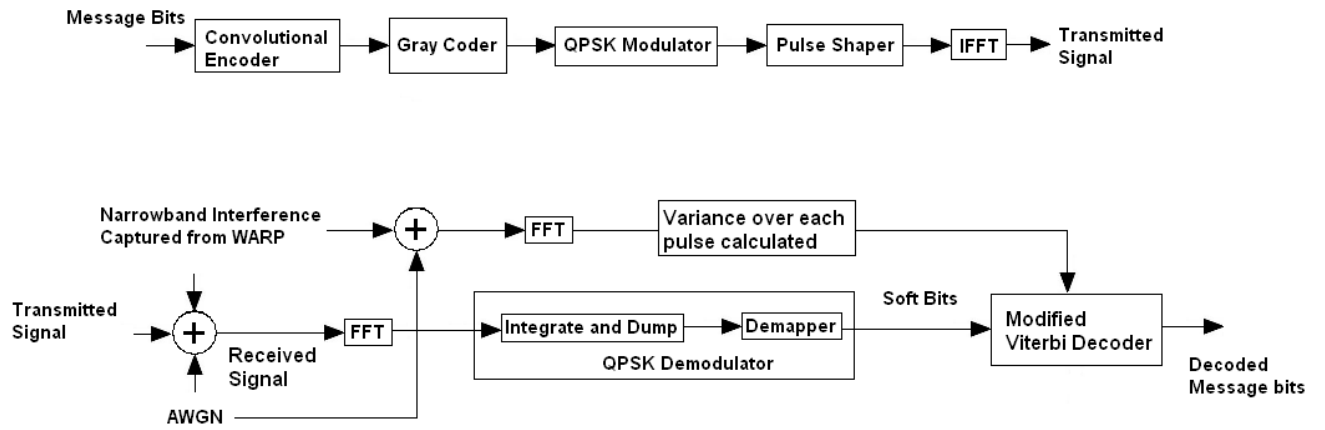 Message Bits
Convolutional
Encoder
Gray Coder
QPSK Modulator
Pulse Shaper
IFFT
Transmitted
Signal
Narrowband Interference
Captured from WARP
+
FFT
Variance over each
pulse calculated
Transmitted
Signal
+
Received
Signal
AWGN
FFT
Integrate and Dump
Demapper
QPSK Demodulator
Soft Bits
Modified
Viterbi Decoder
Decoded
Message bits